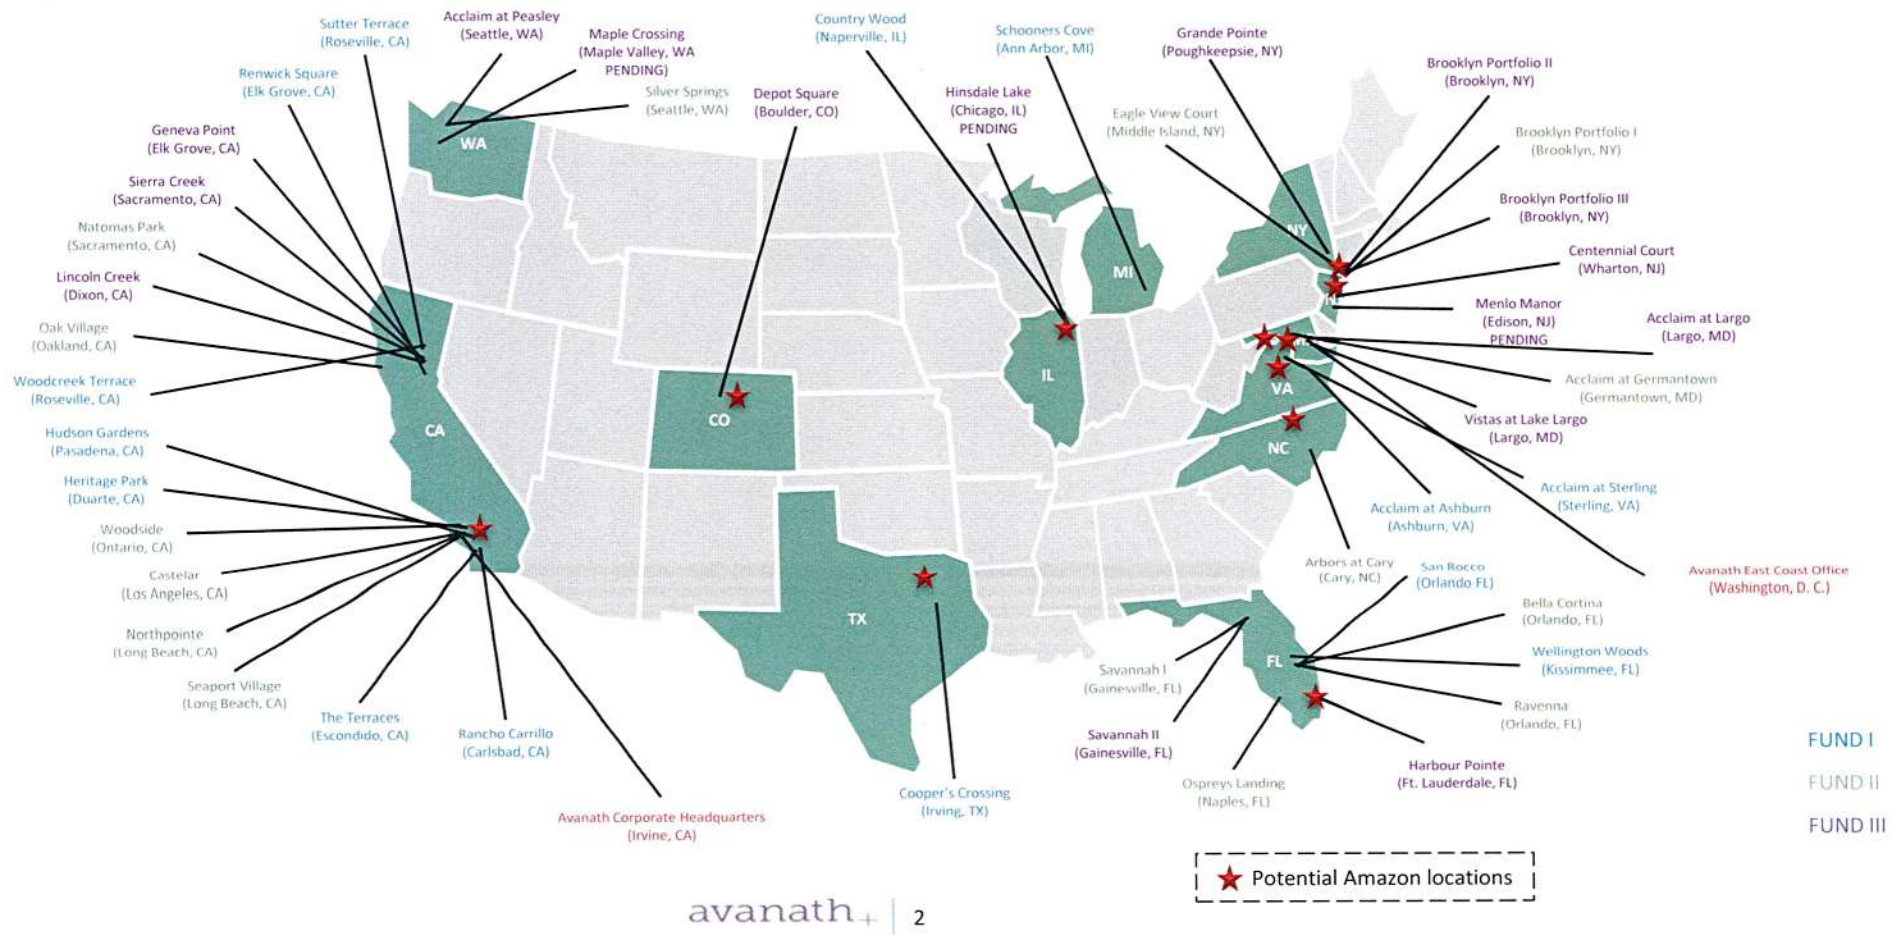 Sutter Terrace
(Roseville, CA)
Acclaim at Peasley
(Seattle, WA)
Maple Crossing
(Maple Valley, WA
PENDING)
Renwick Square
(Elk Grove, CA)
Silver Springs
(Seattle, WA)
Depot Square
(Boulder, CO)
Country Wood
(Naperville, IL)
Hinsdale Lake
(Chicago, IL)
PENDING
Schooners Cove
(Ann Arbor, MI)
Grande Pointe
(Poughkeepsie, NY)
Eagle View Court
(Middle Island, NY)
Brooklyn Portfolio II
(Brooklyn, NY)
Brooklyn Portfolio I
(Brooklyn, NY)
Brooklyn Portfolio III
(Brooklyn, NY)
Centennial Court
(Wharton, NJ)
Menlo Manor
(Edison, NJ)
PENDING
Acclaim at Largo
(Largo, MD)
Acclaim at Germantown
(Germantown, MD)
Vistas at Lake Largo
(Largo, MD)
Acclaim at Sterling
(Sterling, VA)
Acclaim at Ashburn
(Ashburn, VA)
Avanath East Coast Office
(Washington, D. C.)
Arbors at Cary
(Cary, NC)
San Rocco
(Orlando FL)
Bella Cortina
(Orlando, FL)
Wellington Woods
(Kissimmee, FL)
Ravenna
(Orlando, FL)
Harbour Pointe
(Ft. Lauderdale, FL)
Ospreys Landing
(Naples, FL)
Savannah I
(Gainesville, FL)
Savannah II
(Gainesville, FL)
Cooper's Crossing
(Irving, TX)
Geneva Point
(Elk Grove, CA)
Sierra Creek
(Sacramento, CA)
Natomas Park
(Sacramento, CA)
Lincoln Creek
(Dixon, CA)
Oak Village
(Oakland, CA)
Woodcreek Terrace
(Roseville, CA)
Hudson Gardens
(Pasadena, CA)
Heritage Park
(Duarte, CA)
Woodside
(Ontario, CA)
Castelar
(Los Angeles, CA)
Northpointe
(Long Beach, CA)
Seaport Village
(Long Beach, CA)
The Terraces
(Escondido, CA)
Rancho Carrillo
(Carlsbad, CA)
Avanath Corporate Headquarters
(Irvine, CA)
WA
CA
CO
TX
IL
MI
NY
VA
NC
FL
FUND I
FUND II
FUND III
Potential Amazon locations
avanath+
2